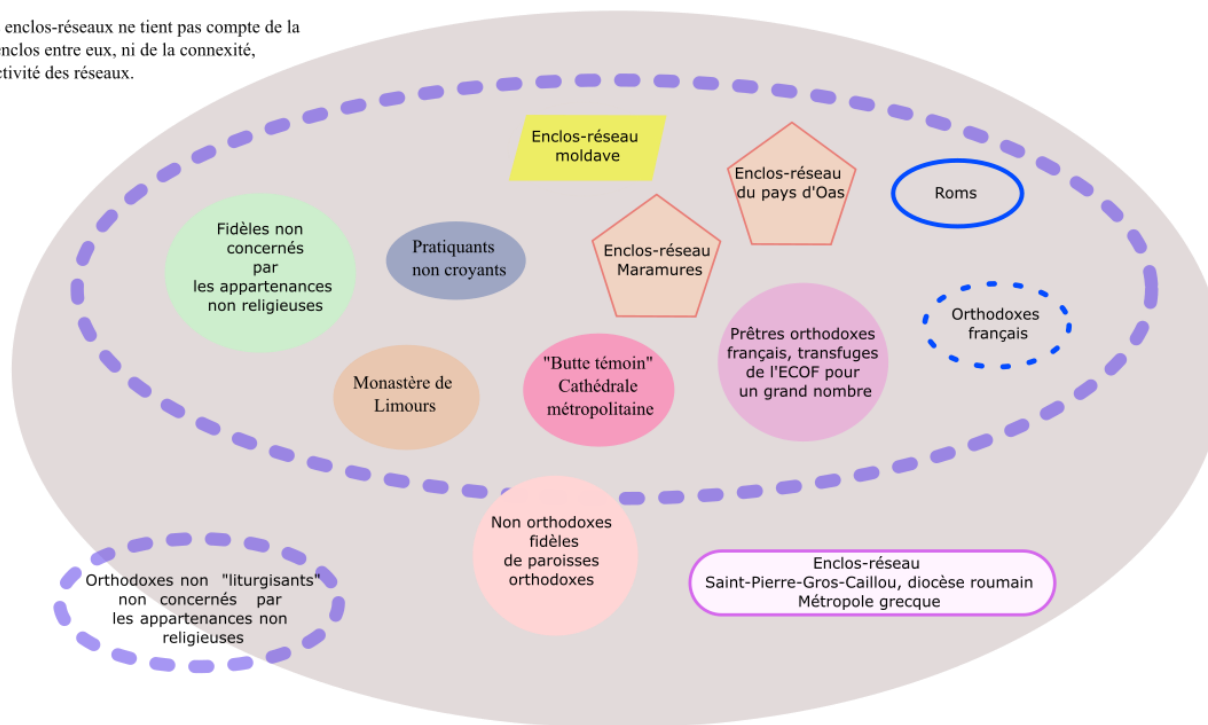 enclos-réseaux ne tient pas compte de la
enclos entre eux, ni de la connexité,
ctivité des réseaux.
Enclos-réseau
moldave
Enclos-réseau
du pays d'Oas
Roms
Fidèles non
concernés
par
les appartenances
non religieuses
Pratiquants
non croyants
Enclos-réseau
Maramures
Orthodoxes
français
Prêtres orthodoxes
français, transfuges
de l'ECOF pour
un grand nombre
Monastère de
Limours
"Butte témoin"
Cathédrale
métropolitaine
Non orthodoxes
fidèles
de paroisses
orthodoxes
Enclos-réseau
Saint-Pierre-Gros-Caillou, diocèse roumain
Métropole grecque
Orthodoxes non "liturgisants"
non concernés par
les appartenances non
religieuses